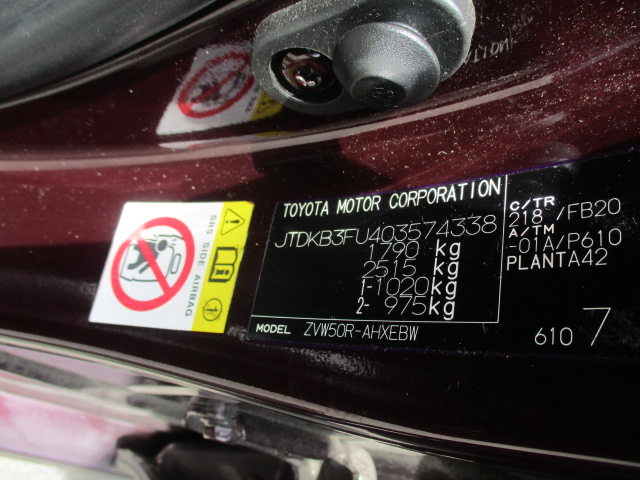 TOYOTA MOTOR CORPORATION
JTDKB3FU403574338
1790 kg
2515 kg
1-1020kg
2- 975kg
MODEL ZVW50R-AHXEBW
C/TR
218 /FB20
A/TM
-01A/P610
PLANTA42
610 7
SRS SIDE AIRBAG